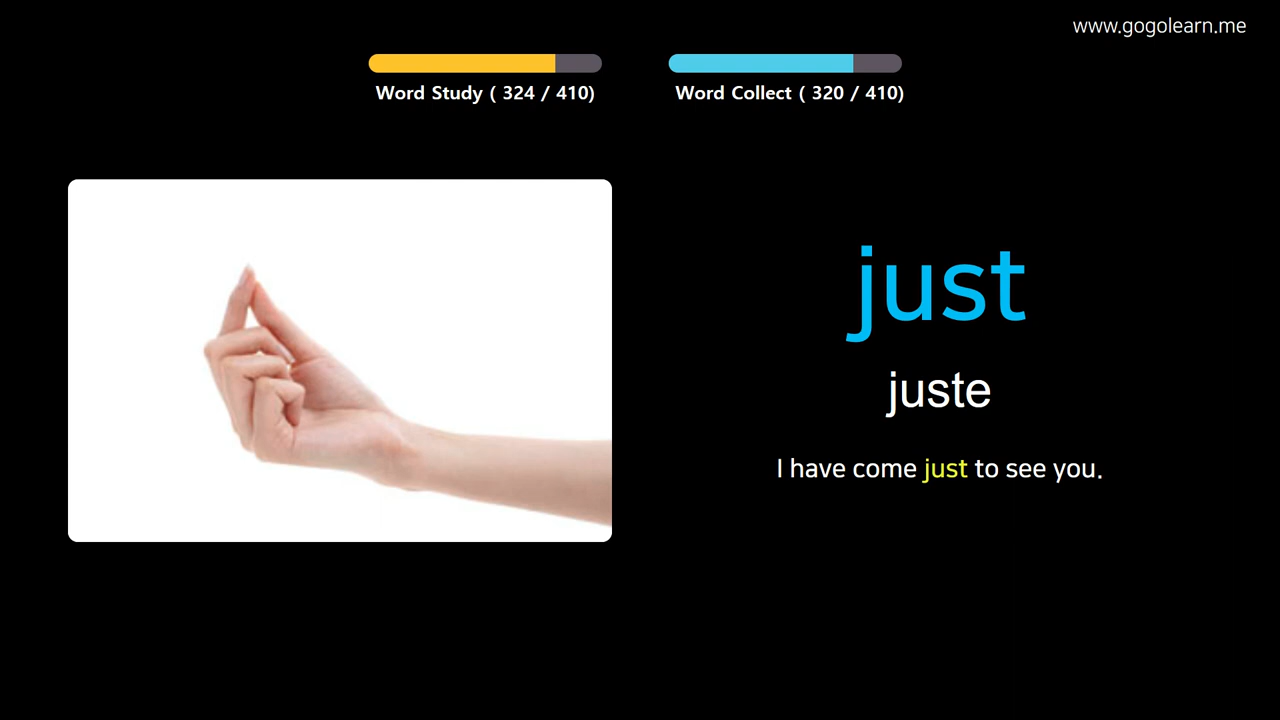 www.gogolearn.me
Word Study ( 324 / 410)
Word Collect ( 320 / 410)
just
juste
I have come just to see you.